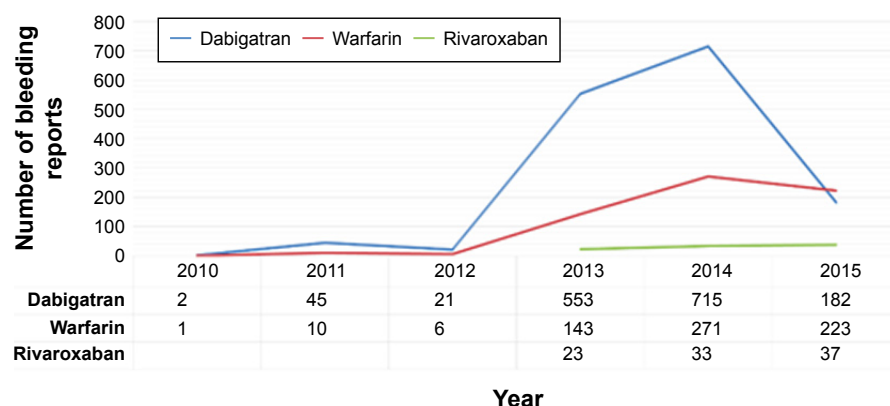 Number of bleeding
reports
800
700
600
500
400
300
200
100
0
Dabigatran Warfarin Rivaroxaban
2010 2011 2012 2013 2014 2015
Dabigatran 2 45 21 553 715 182
Warfarin 1 10 6 143 271 223
Rivaroxaban 23 33 37
Year